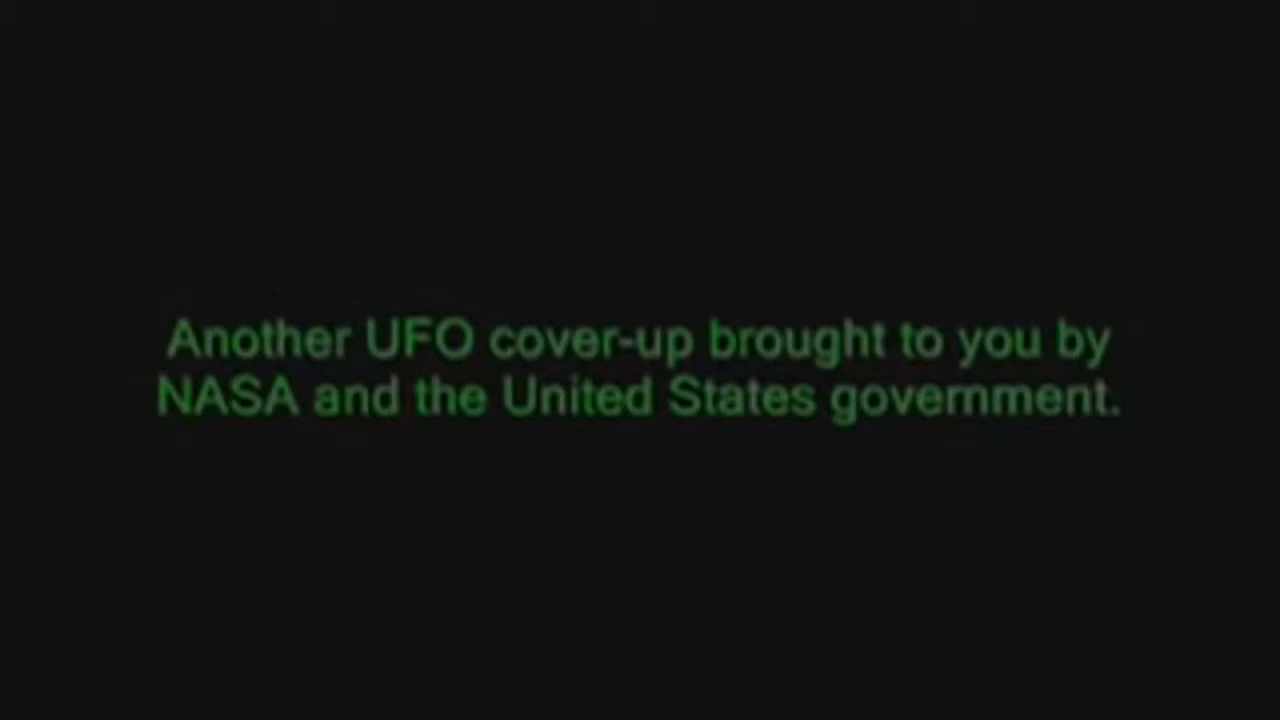 Another UFO cover-up brought to you by
NASA and the United States government.